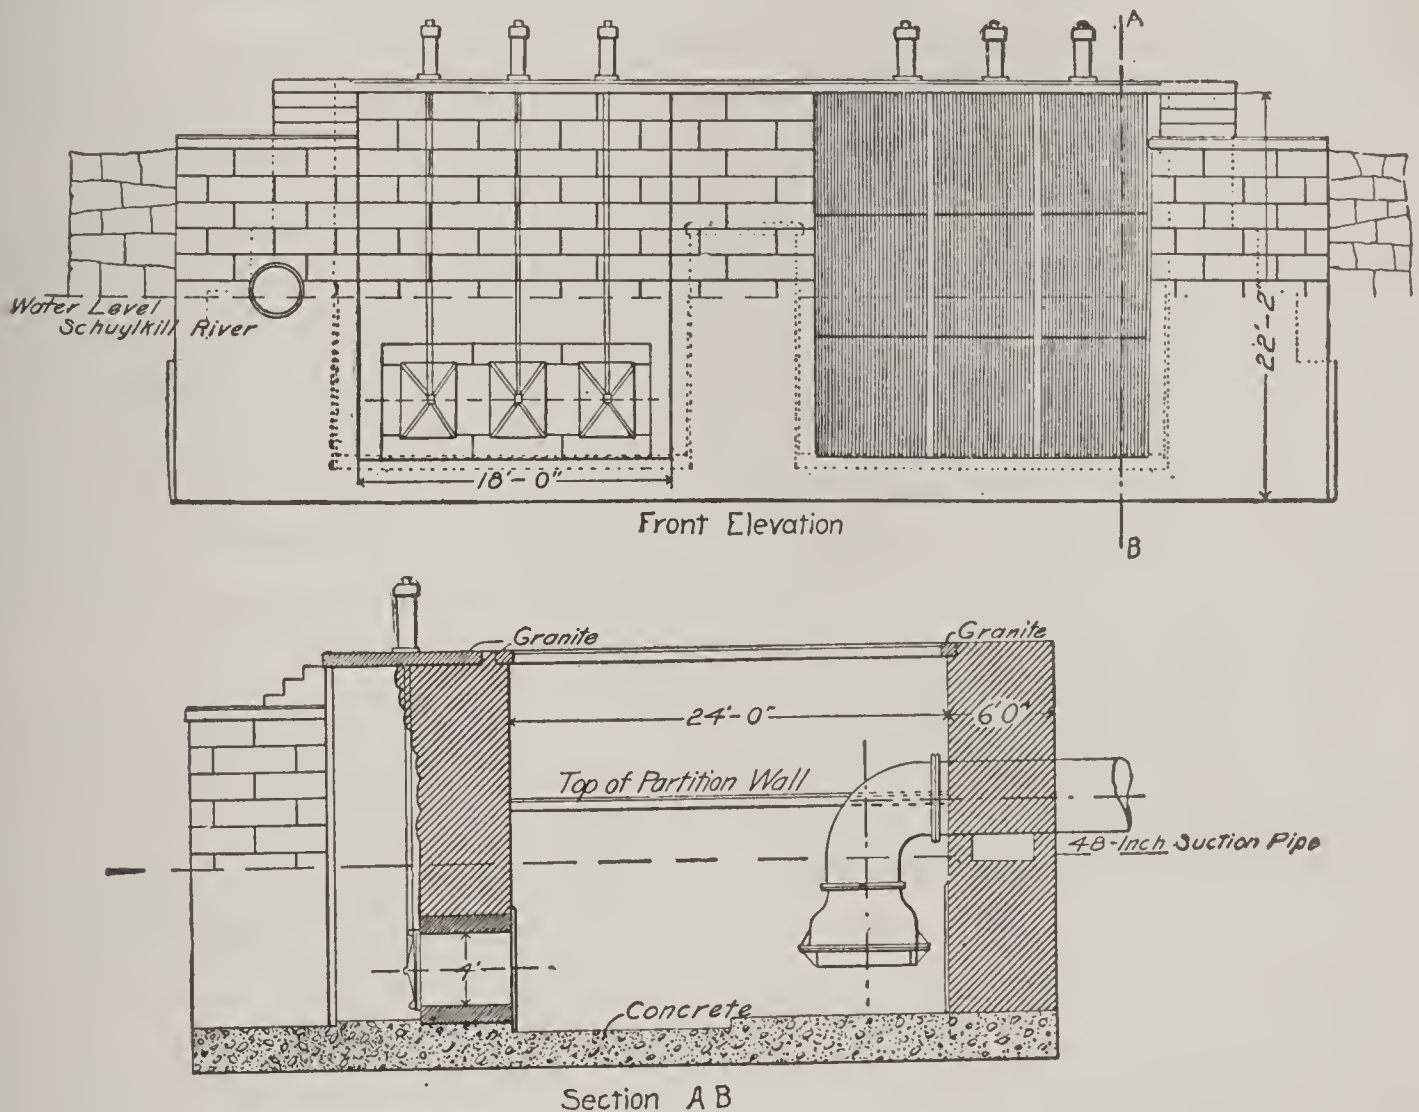 A
Water Level
Schuylkill River
22'-2"
18'-0"
Front Elevation
B
Granite
Granite
24'-0"
6'0"
Top of Partition Wall
48-Inch Suction Pipe
4'
Concrete
Section A B